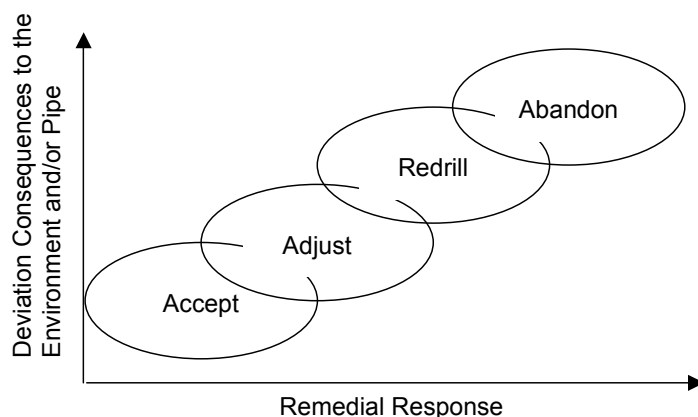 Deviation Consequences to the
Environment and/or Pipe
Abandon
Redrill
Adjust
Accept
Remedial Response